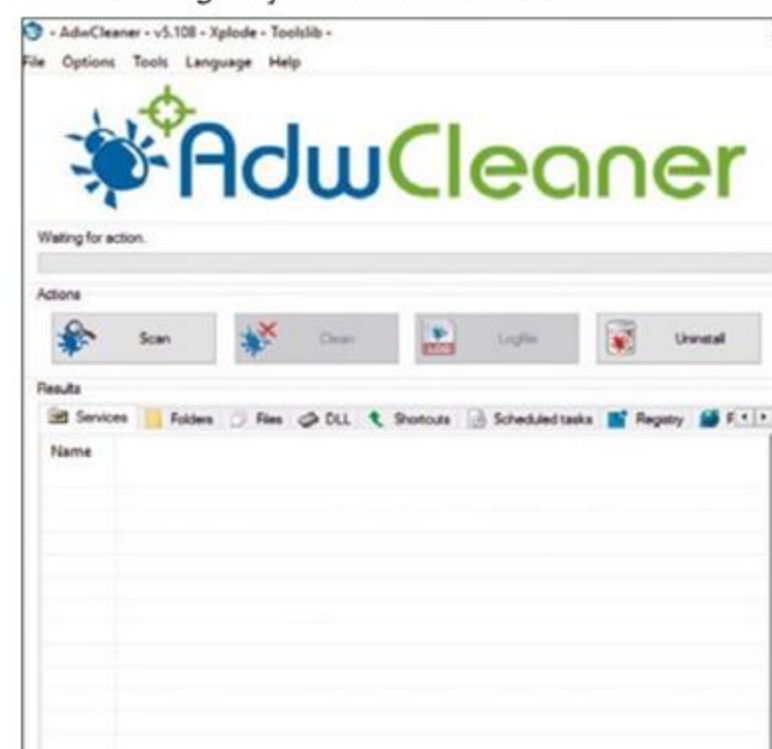 - AdwCleaner - v5.108 - Xplode - Toolslib -
File Options Tools Language Help
AdwCleaner
Waiting for action.
Actions
Scan Clean Logfile Uninstall
LOG
Results
Services Folders Files DLL Shortcuts Scheduled tasks Registry F
Name